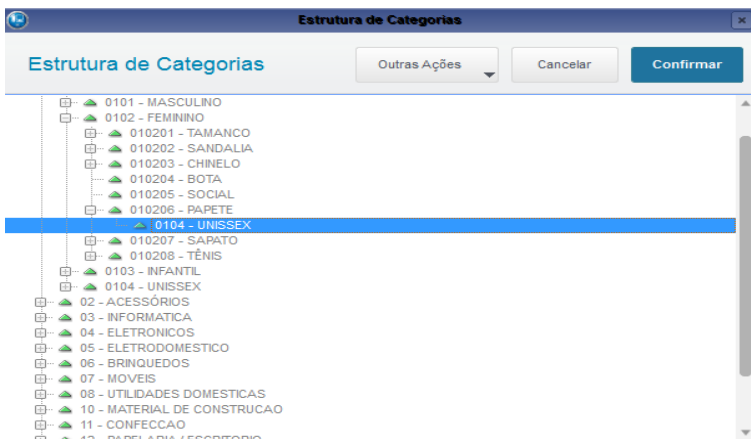 Estrutura de Categorias
Estrutura de Categorias
Outras Ações
Cancelar
Confirmar
0101 - MASCULINO
0102 - FEMININO
010201 - TAMANCO
010202 - SANDALIA
010203 - CHINELO
010204 - BOTA
010205 - SOCIAL
010206 - PAPETE
0104 - UNISSEX
010207 - SAPATO
010208 - TÊNIS
0103 - INFANTIL
0104 - UNISSEX
02 - ACESSÓRIOS
03 - INFORMATICA
04 - ELETRONICOS
05 - ELETRODOMESTICO
06 - BRINQUEDOS
07 - MOVEIS
08 - UTILIDADES DOMESTICAS
10 - MATERIAL DE CONSTRUCAO
11 - CONFECCAO
12 - PAPELARIA / ESCRITORIO